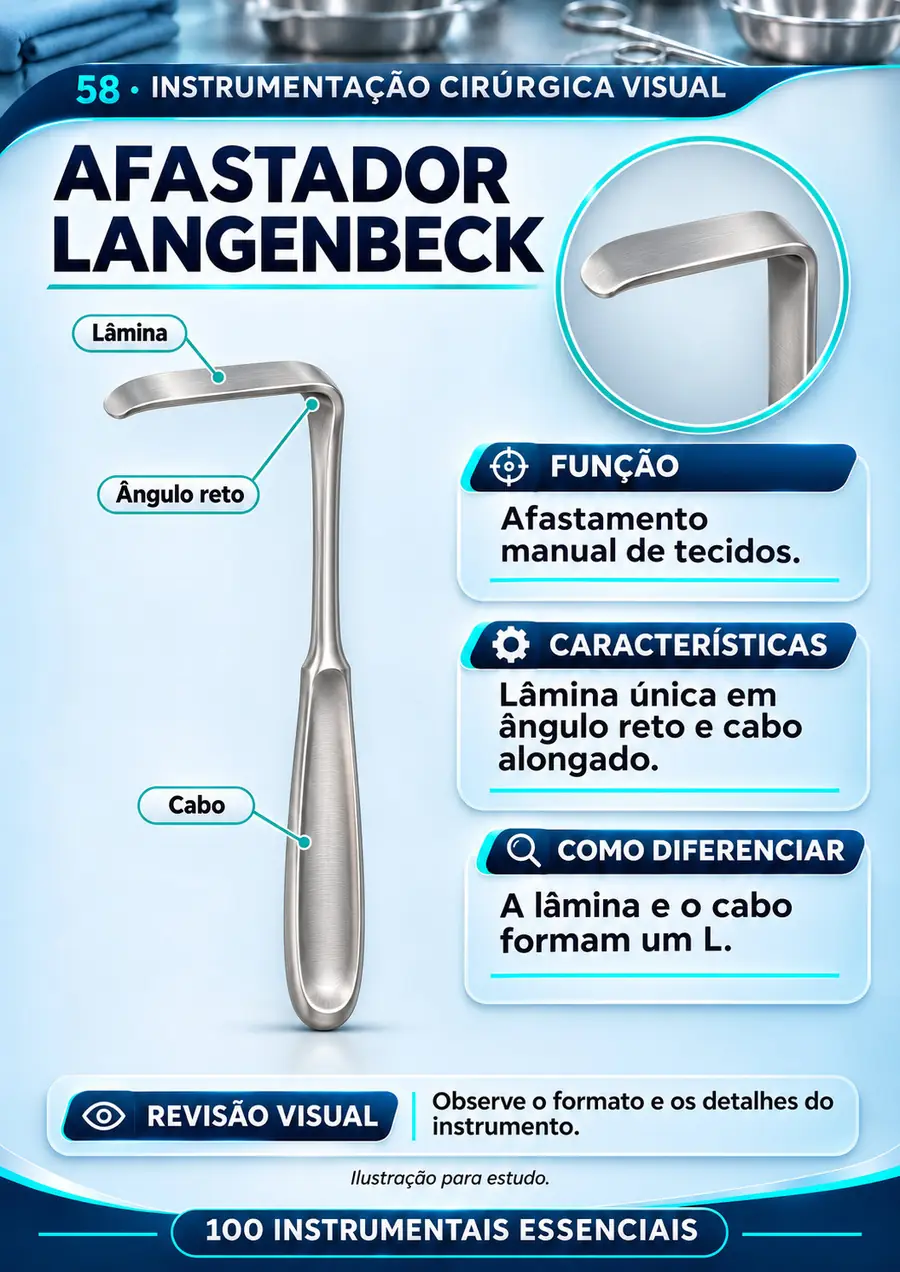 58 · INSTRUMENTAÇÃO CIRÚRGICA VISUAL
AFASTADOR
LANGENBECK
Lâmina
Ângulo reto
Cabo
FUNÇÃO
Afastamento
manual de tecidos.
CARACTERÍSTICAS
Lâmina única em
ângulo reto e cabo
alongado.
COMO DIFERENCIAR
A lâmina e o cabo
formam um L.
REVISÃO VISUAL
Observe o formato e os detalhes do
instrumento.
Ilustração para estudo.
100 INSTRUMENTAIS ESSENCIAIS